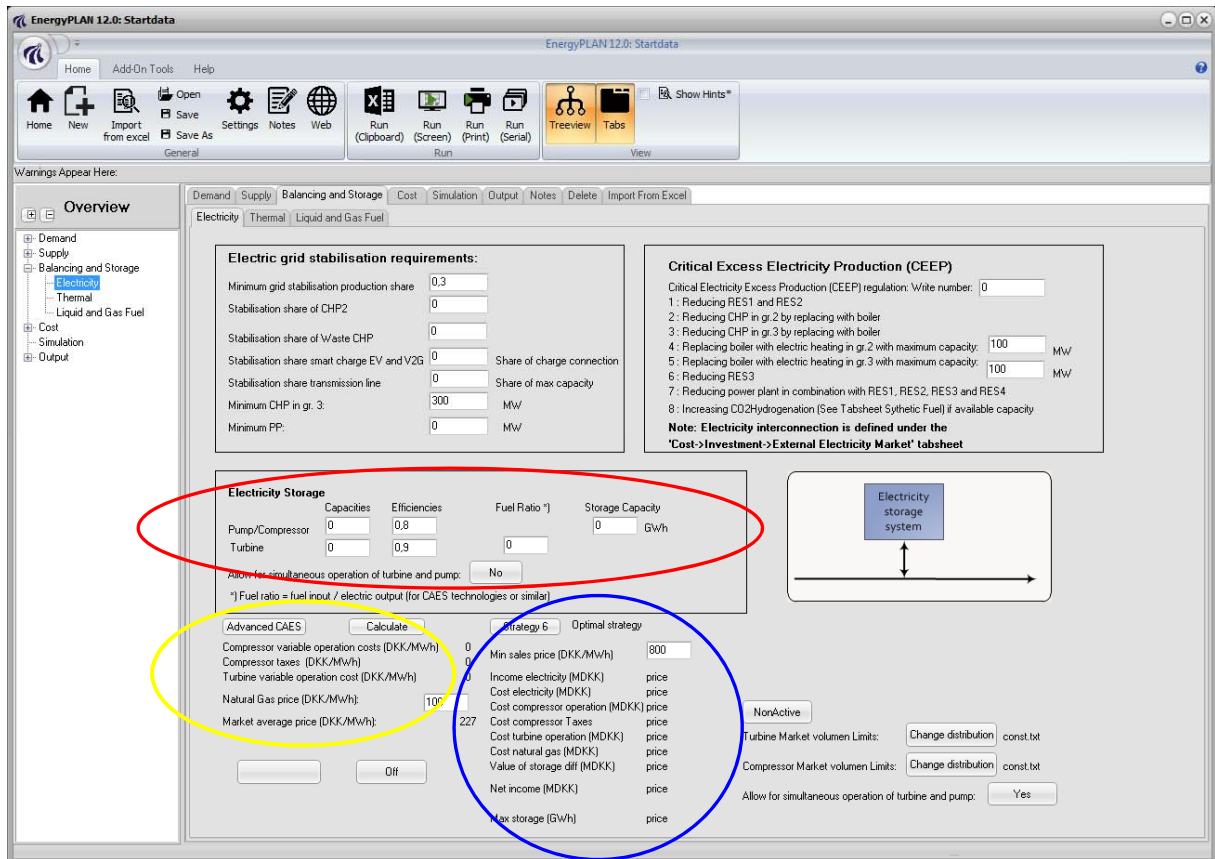 EnergyPLAN 12.0: Startdata
EnergyPLAN 12.0: Startdata
Home Add-On Tools Help
Home New Import from excel Open Save Save As Settings Notes Web Run (Clipboard) Run (Screen) Run (Print) Run (Serial) Treeview Tabs Show Hints*
General Run View
Warnings Appear Here:
Overview
Demand
Supply
Balancing and Storage
Electricity
Thermal
Liquid and Gas Fuel
Cost
Simulation
Output
Demand Supply Balancing and Storage Cost Simulation Output Notes Delete Import From Excel
Electricity Thermal Liquid and Gas Fuel
Electric grid stabilisation requirements:
Minimum grid stabilisation production share 0,3
Stabilisation share of CHP2 0
Stabilisation share of Waste CHP 0
Stabilisation share smart charge EV and V2G 0 Share of charge connection
Stabilisation share transmission line 0 Share of max capacity
Minimum CHP in gr. 3: 300 MW
Minimum PP: 0 MW
Critical Excess Electricity Production (CEEP)
Critical Electricity Excess Production (CEEP) regulation: Write number: 0
1 : Reducing RES1 and RES2
2 : Reducing CHP in gr.2 by replacing with boiler
3 : Reducing CHP in gr.3 by replacing with boiler
4 : Replacing boiler with electric heating in gr.2 with maximum capacity: 100 MW
5 : Replacing boiler with electric heating in gr.3 with maximum capacity: 100 MW
6 : Reducing RES3
7 : Reducing power plant in combination with RES1, RES2, RES3 and RES4
8 : Increasing CO2Hydrogenation (See Tabsheet Sythetic Fuel) if available capacity
Note: Electricity interconnection is defined under the
'Cost->Investment->External Electricity Market' tabsheet
Electricity Storage
Capacities Efficiencies Fuel Ratio *) Storage Capacity
Pump/Compressor 0 0,8 0 GWh
Turbine 0 0,9 0
Allow for simultaneous operation of turbine and pump: No
*) Fuel ratio = fuel input / electric output (for CAES technologies or similar)
Electricity
storage
system
Advanced CAES Calculate
Compressor variable operation costs (DKK/MWh) 0
Compressor taxes (DKK/MWh) 0
Turbine variable operation cost (DKK/MWh) 0
Natural Gas price (DKK/MWh): 100
Market average price (DKK/MWh): 227
Off
Strategy 6 Optimal strategy
Min sales price (DKK/MWh) 800
Income electricity (MDKK) price
Cost electricity (MDKK) price
Cost compressor operation (MDKK) price
Cost compressor Taxes price
Cost turbine operation (MDKK) price
Cost natural gas (MDKK) price
Value of storage diff (MDKK) price
Net income (MDKK) price
Max storage (GWh) price
NonActive
Turbine Market volumen Limits: Change distribution const.txt
Compressor Market volumen Limits: Change distribution const.txt
Allow for simultaneous operation of turbine and pump: Yes